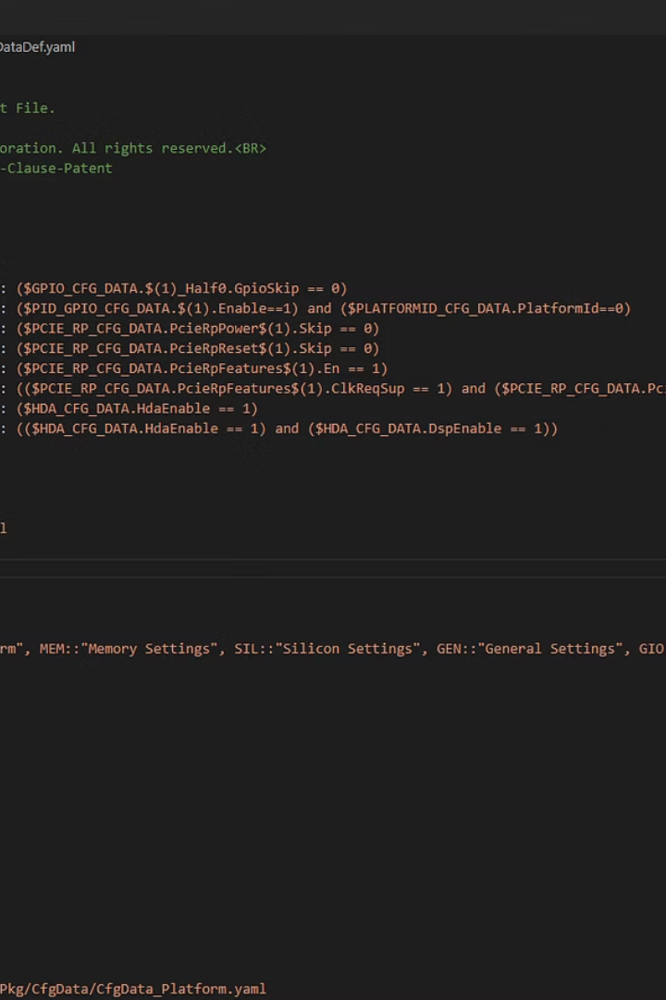 DataDef.yaml
t File.
oration. All rights reserved.<BR>
-Clause-Patent
: ($GPIO_CFG_DATA.$(1)_Half0.GpioSkip == 0)
: ($PID_GPIO_CFG_DATA.$(1).Enable==1) and ($PLATFORMID_CFG_DATA.PlatformId==0)
: ($PCIE_RP_CFG_DATA.PcieRpPower$(1).Skip == 0)
: ($PCIE_RP_CFG_DATA.PcieRpReset$(1).Skip == 0)
: ($PCIE_RP_CFG_DATA.PcieRpFeatures$(1).En == 1)
: (($PCIE_RP_CFG_DATA.PcieRpFeatures$(1).ClkReqSup == 1) and ($PCIE_RP_CFG_DATA.Pc
: ($HDA_CFG_DATA.HdaEnable == 1)
: (($HDA_CFG_DATA.HdaEnable == 1) and ($HDA_CFG_DATA.DspEnable == 1))
l
rm", MEM::"Memory Settings", SIL::"Silicon Settings", GEN::"General Settings", GIO
Pkg/CfgData/CfgData_Platform.yaml